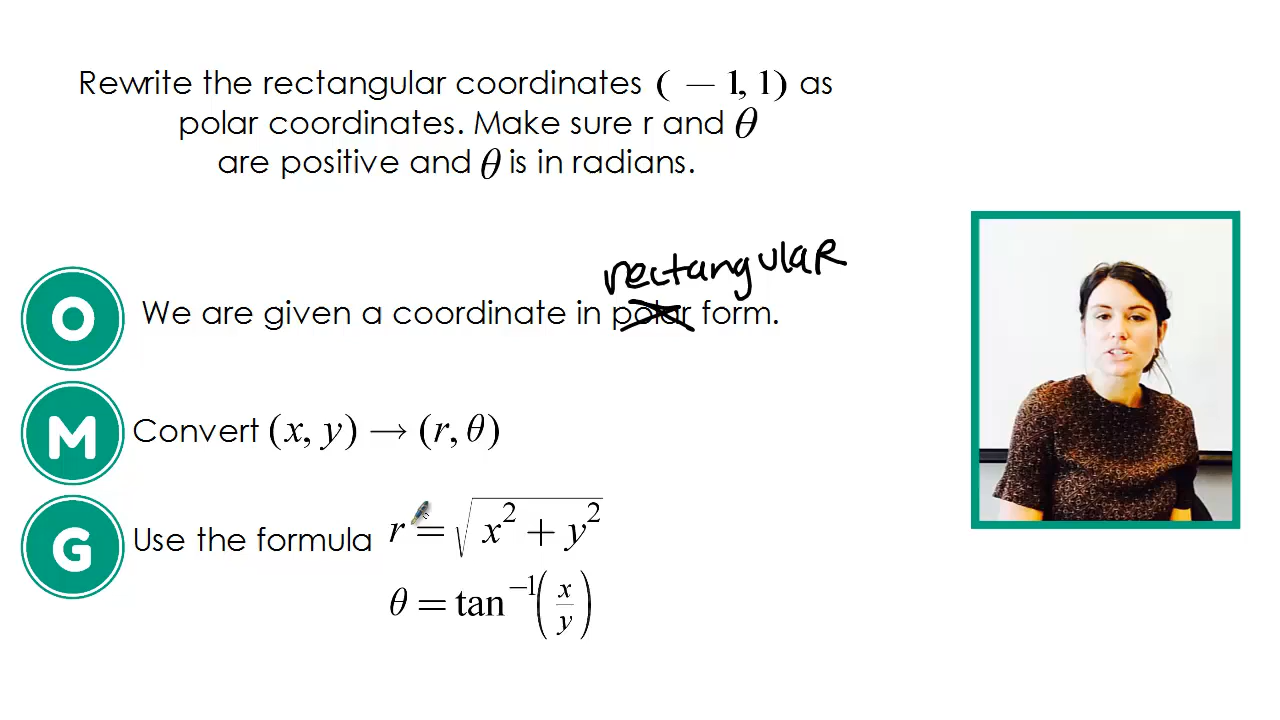 Rewrite the rectangular coordinates (−1, 1) as
polar coordinates. Make sure r and θ
are positive and θ is in radians.
rectangulaR
O We are given a coordinate in polar form.
M Convert (x, y) → (r, θ)
G Use the formula r = √x² + y²
θ = tan⁻¹(x/y)